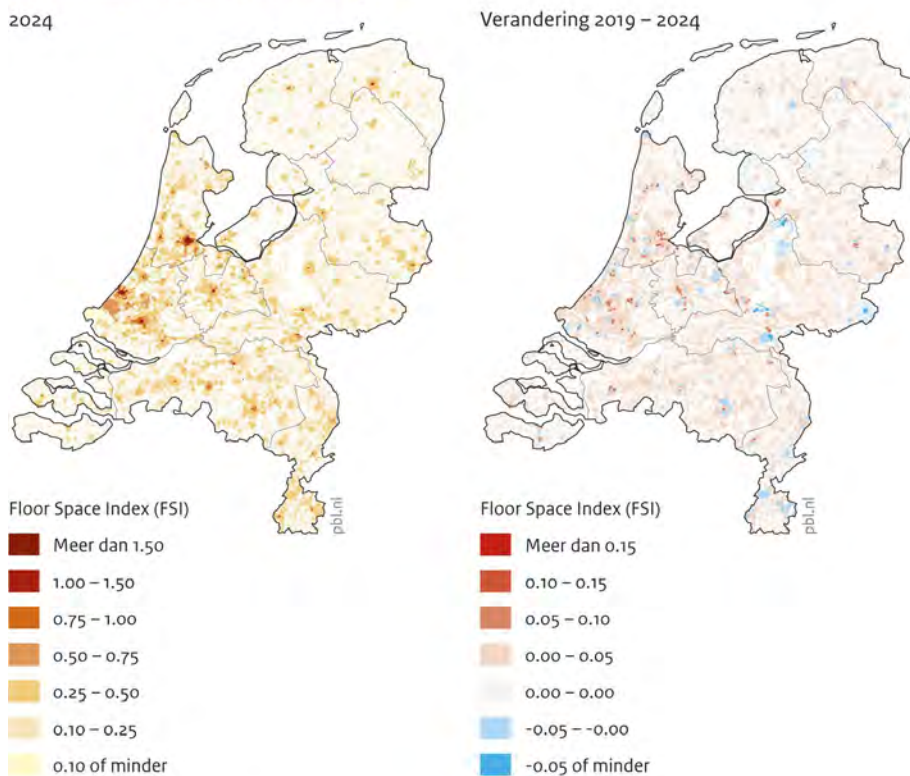 2024
Verandering 2019 – 2024
pbl.nl
pbl.nl
Floor Space Index (FSI)
Meer dan 1.50
1.00 – 1.50
0.75 – 1.00
0.50 – 0.75
0.25 – 0.50
0.10 – 0.25
0.10 of minder
Floor Space Index (FSI)
Meer dan 0.15
0.10 – 0.15
0.05 – 0.10
0.00 – 0.05
0.00 – 0.00
-0.05 – -0.00
-0.05 of minder